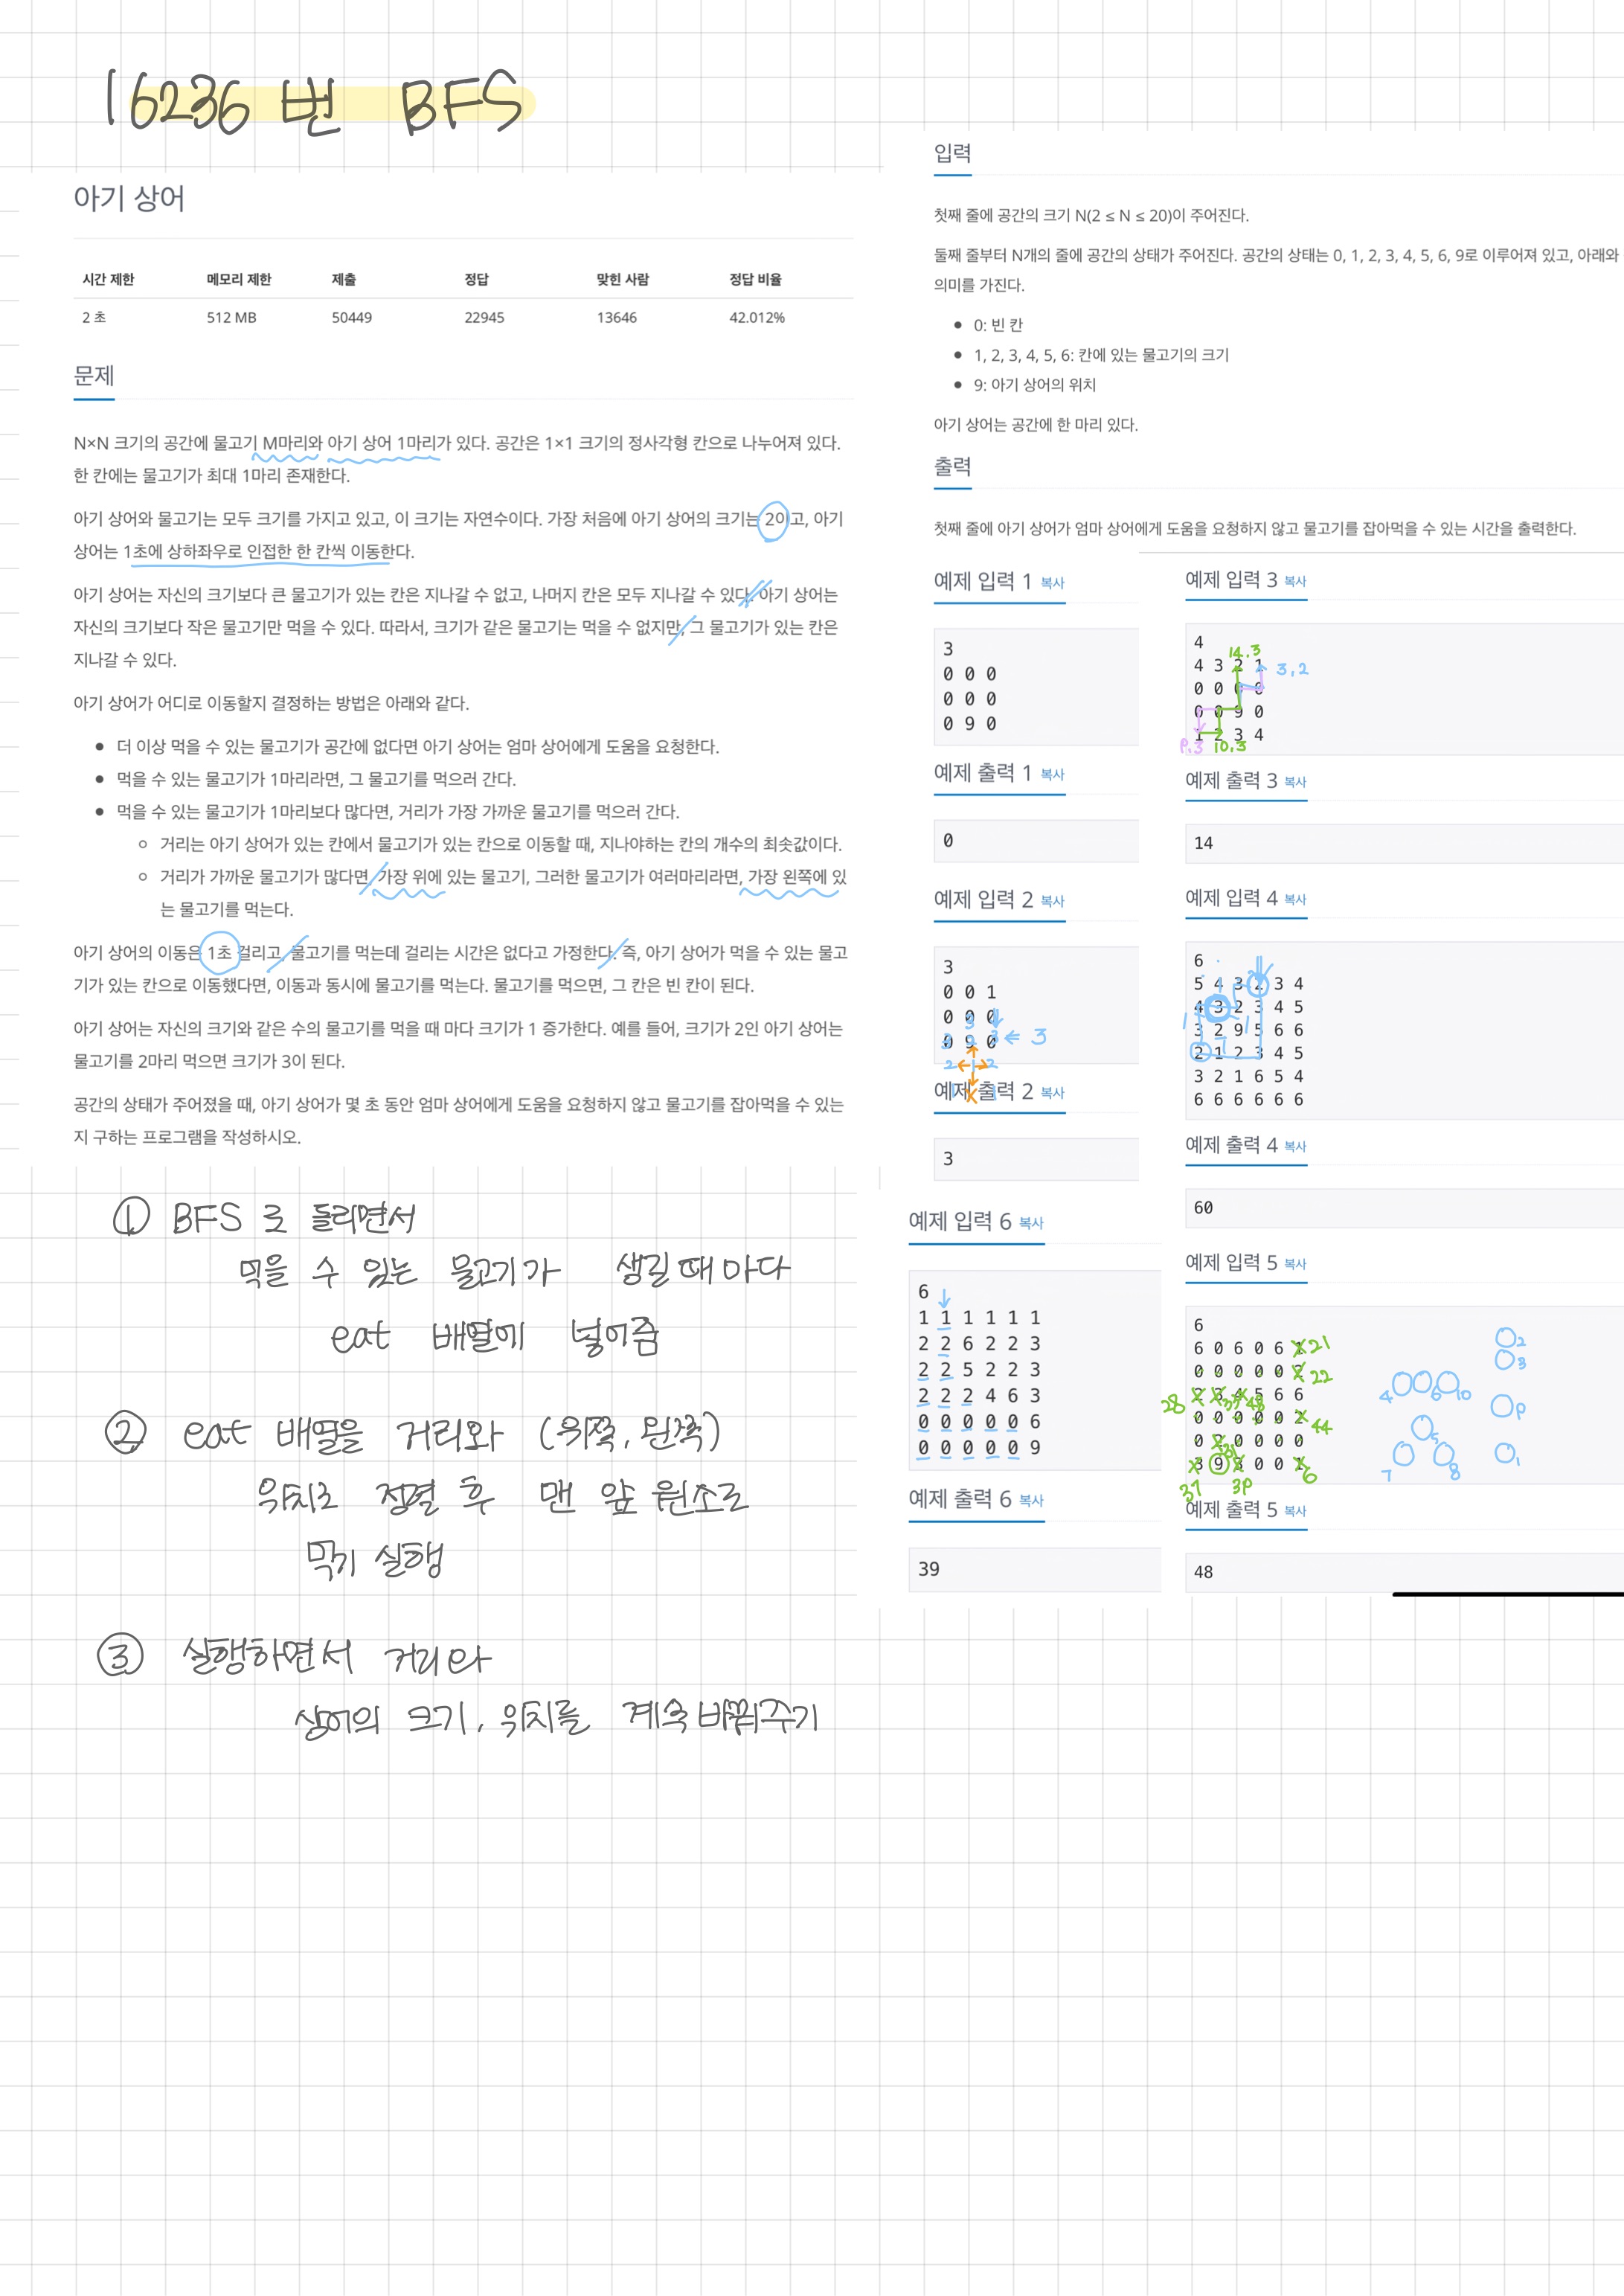 16236 번 BFS
아기 상어
시간 제한 메모리 제한 제출 정답 맞힌 사람 정답 비율
2 초 512 MB 50449 22945 13646 42.012%
문제
N×N 크기의 공간에 물고기 M마리와 아기 상어 1마리가 있다. 공간은 1×1 크기의 정사각형 칸으로 나누어져 있다.
한 칸에는 물고기가 최대 1마리 존재한다.
아기 상어와 물고기는 모두 크기를 가지고 있고, 이 크기는 자연수이다. 가장 처음에 아기 상어의 크기는 2이고, 아기
상어는 1초에 상하좌우로 인접한 한 칸씩 이동한다.
아기 상어는 자신의 크기보다 큰 물고기가 있는 칸은 지나갈 수 없고, 나머지 칸은 모두 지나갈 수 있다. 아기 상어는
자신의 크기보다 작은 물고기만 먹을 수 있다. 따라서, 크기가 같은 물고기는 먹을 수 없지만, 그 물고기가 있는 칸은
지나갈 수 있다.
아기 상어가 어디로 이동할지 결정하는 방법은 아래와 같다.
더 이상 먹을 수 있는 물고기가 공간에 없다면 아기 상어는 엄마 상어에게 도움을 요청한다.
먹을 수 있는 물고기가 1마리라면, 그 물고기를 먹으러 간다.
먹을 수 있는 물고기가 1마리보다 많다면, 거리가 가장 가까운 물고기를 먹으러 간다.
거리는 아기 상어가 있는 칸에서 물고기가 있는 칸으로 이동할 때, 지나야하는 칸의 개수의 최솟값이다.
거리가 가까운 물고기가 많다면, 가장 위에 있는 물고기, 그러한 물고기가 여러마리라면, 가장 왼쪽에 있
는 물고기를 먹는다.
아기 상어의 이동은 1초 걸리고, 물고기를 먹는데 걸리는 시간은 없다고 가정한다. 즉, 아기 상어가 먹을 수 있는 물고
기가 있는 칸으로 이동했다면, 이동과 동시에 물고기를 먹는다. 물고기를 먹으면, 그 칸은 빈 칸이 된다.
아기 상어는 자신의 크기와 같은 수의 물고기를 먹을 때 마다 크기가 1 증가한다. 예를 들어, 크기가 2인 아기 상어는
물고기를 2마리 먹으면 크기가 3이 된다.
공간의 상태가 주어졌을 때, 아기 상어가 몇 초 동안 엄마 상어에게 도움을 요청하지 않고 물고기를 잡아먹을 수 있는
지 구하는 프로그램을 작성하시오.
① BFS 로 돌리면서
먹을 수 있는 물고기가 생길 때 마다
eat 배열에 넣어줌
② eat 배열을 거리와 (위쪽, 왼쪽)
위치로 정렬 후 맨 앞 원소로
먹기 실행
③ 실행하면서 거리와
상어의 크기, 위치를 계속 바꿔주기
입력
첫째 줄에 공간의 크기 N(2 ≤ N ≤ 20)이 주어진다.
둘째 줄부터 N개의 줄에 공간의 상태가 주어진다. 공간의 상태는 0, 1, 2, 3, 4, 5, 6, 9로 이루어져 있고, 아래와
의미를 가진다.
0: 빈 칸
1, 2, 3, 4, 5, 6: 칸에 있는 물고기의 크기
9: 아기 상어의 위치
아기 상어는 공간에 한 마리 있다.
출력
첫째 줄에 아기 상어가 엄마 상어에게 도움을 요청하지 않고 물고기를 잡아먹을 수 있는 시간을 출력한다.
예제 입력 1 복사
3
0 0 0
0 0 0
0 9 0
예제 출력 1 복사
0
예제 입력 2 복사
3
0 0 1
0 0 0
0 9 0
← 3
예제 출력 2 복사
3
예제 입력 3 복사
4
14.3
4 3 2 1
3,2
0 0 0 0
0 0 9 0
1 2 3 4
10.3
예제 출력 3 복사
14
예제 입력 4 복사
6
5 4 3 2 3 4
4 3 2 3 4 5
3 2 9 5 6 6
2 1 2 3 4 5
3 2 1 6 5 4
6 6 6 6 6 6
예제 출력 4 복사
60
예제 입력 5 복사
6
6 0 6 0 6 1 21
0 0 0 0 0 2 22
28 2 3 4 5 6 6
0 0 0 0 0 2 44
0 2 0 0 0 0
3 9 3 0 0 1 6
37 39
예제 출력 5 복사
48
예제 입력 6 복사
6
1 1 1 1 1 1
2 2 6 2 2 3
2 2 5 2 2 3
2 2 2 4 6 3
0 0 0 0 0 6
0 0 0 0 0 9
예제 출력 6 복사
39